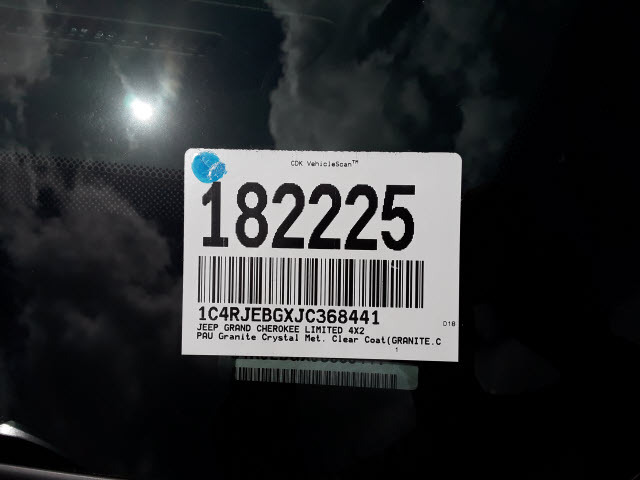 CDK VehicleScan™
182225
1C4RJEBGXJC368441
JEEP GRAND CHEROKEE LIMITED 4X2
D18
PAU Granite Crystal Met. Clear Coat(GRANITE.C
1